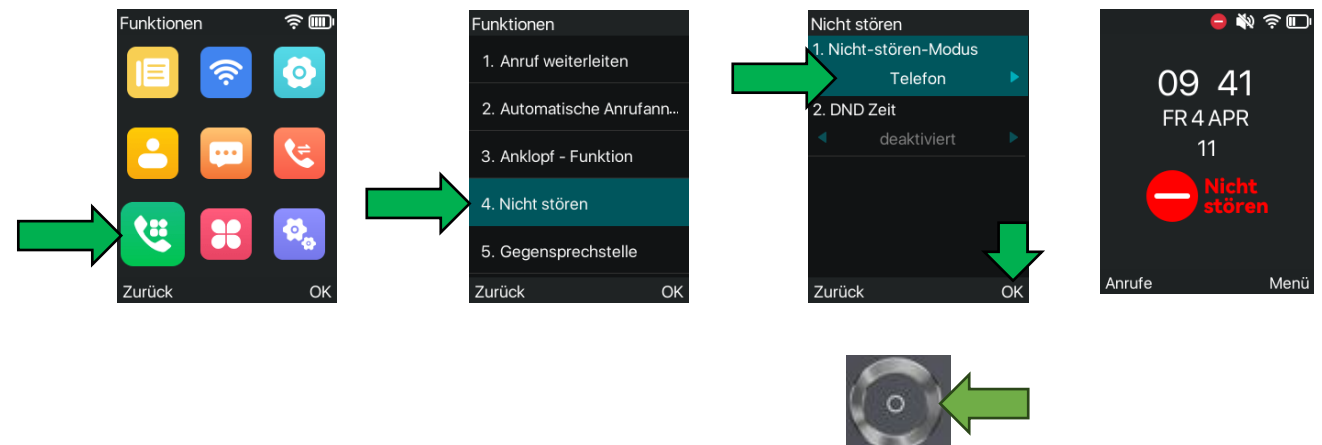 Funktionen
Zurück OK
Funktionen
1. Anruf weiterleiten
2. Automatische Anrufann...
3. Anklopf - Funktion
4. Nicht stören
5. Gegensprechstelle
Zurück OK
Nicht stören
1. Nicht-stören-Modus
Telefon
2. DND Zeit
deaktiviert
Zurück OK
09 41
FR 4 APR
11
Nicht
stören
Anrufe Menü